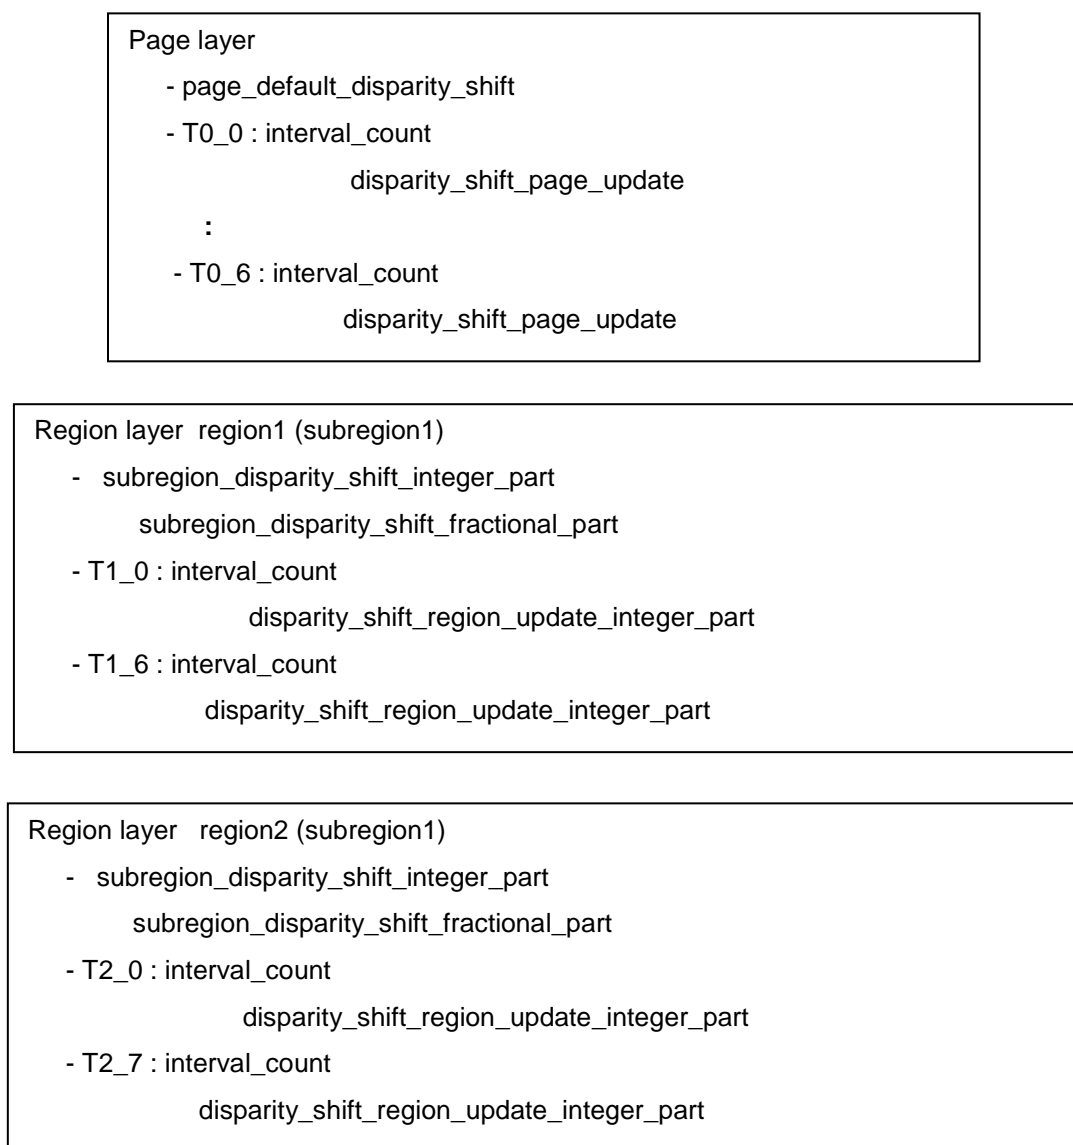 Page layer
- page_default_disparity_shift
- T0_0 : interval_count
disparity_shift_page_update
:
- T0_6 : interval_count
disparity_shift_page_update
Region layer region1 (subregion1)
- subregion_disparity_shift_integer_part
subregion_disparity_shift_fractional_part
- T1_0 : interval_count
disparity_shift_region_update_integer_part
- T1_6 : interval_count
disparity_shift_region_update_integer_part
Region layer region2 (subregion1)
- subregion_disparity_shift_integer_part
subregion_disparity_shift_fractional_part
- T2_0 : interval_count
disparity_shift_region_update_integer_part
- T2_7 : interval_count
disparity_shift_region_update_integer_part